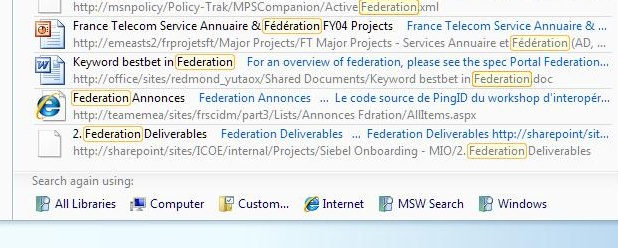 http://msnpolicy/Policy-Trak/MPSCompanion/Active Federation xml
France Telecom Service Annuaire & Fédération FY04 Projects France Telecom Service Annuaire & ...
http://emeasts2/frprojetsft/Major Projects/FT Major Projects - Services Annuaire et Fédération (AD, ...
Keyword bestbet in Federation For an overview of federation, please see the spec Portal Federation...
http://office/sites/redmond_yutaox/Shared Documents/Keyword bestbet in Federation.doc
Federation Annonces Federation Annonces ... Le code source de PingID du workshop d'interopér...
http://teamemea/sites/frscidm/part3/Lists/Annonces Fdration/AllItems.aspx
2. Federation Deliverables Federation Deliverables ... Federation Deliverables http://sharepoint/sit...
http://sharepoint/sites/ICOE/internal/Projects/Siebel Onboarding - MIO/2. Federation Deliverables
Search again using:
All Libraries Computer Custom... Internet MSW Search Windows